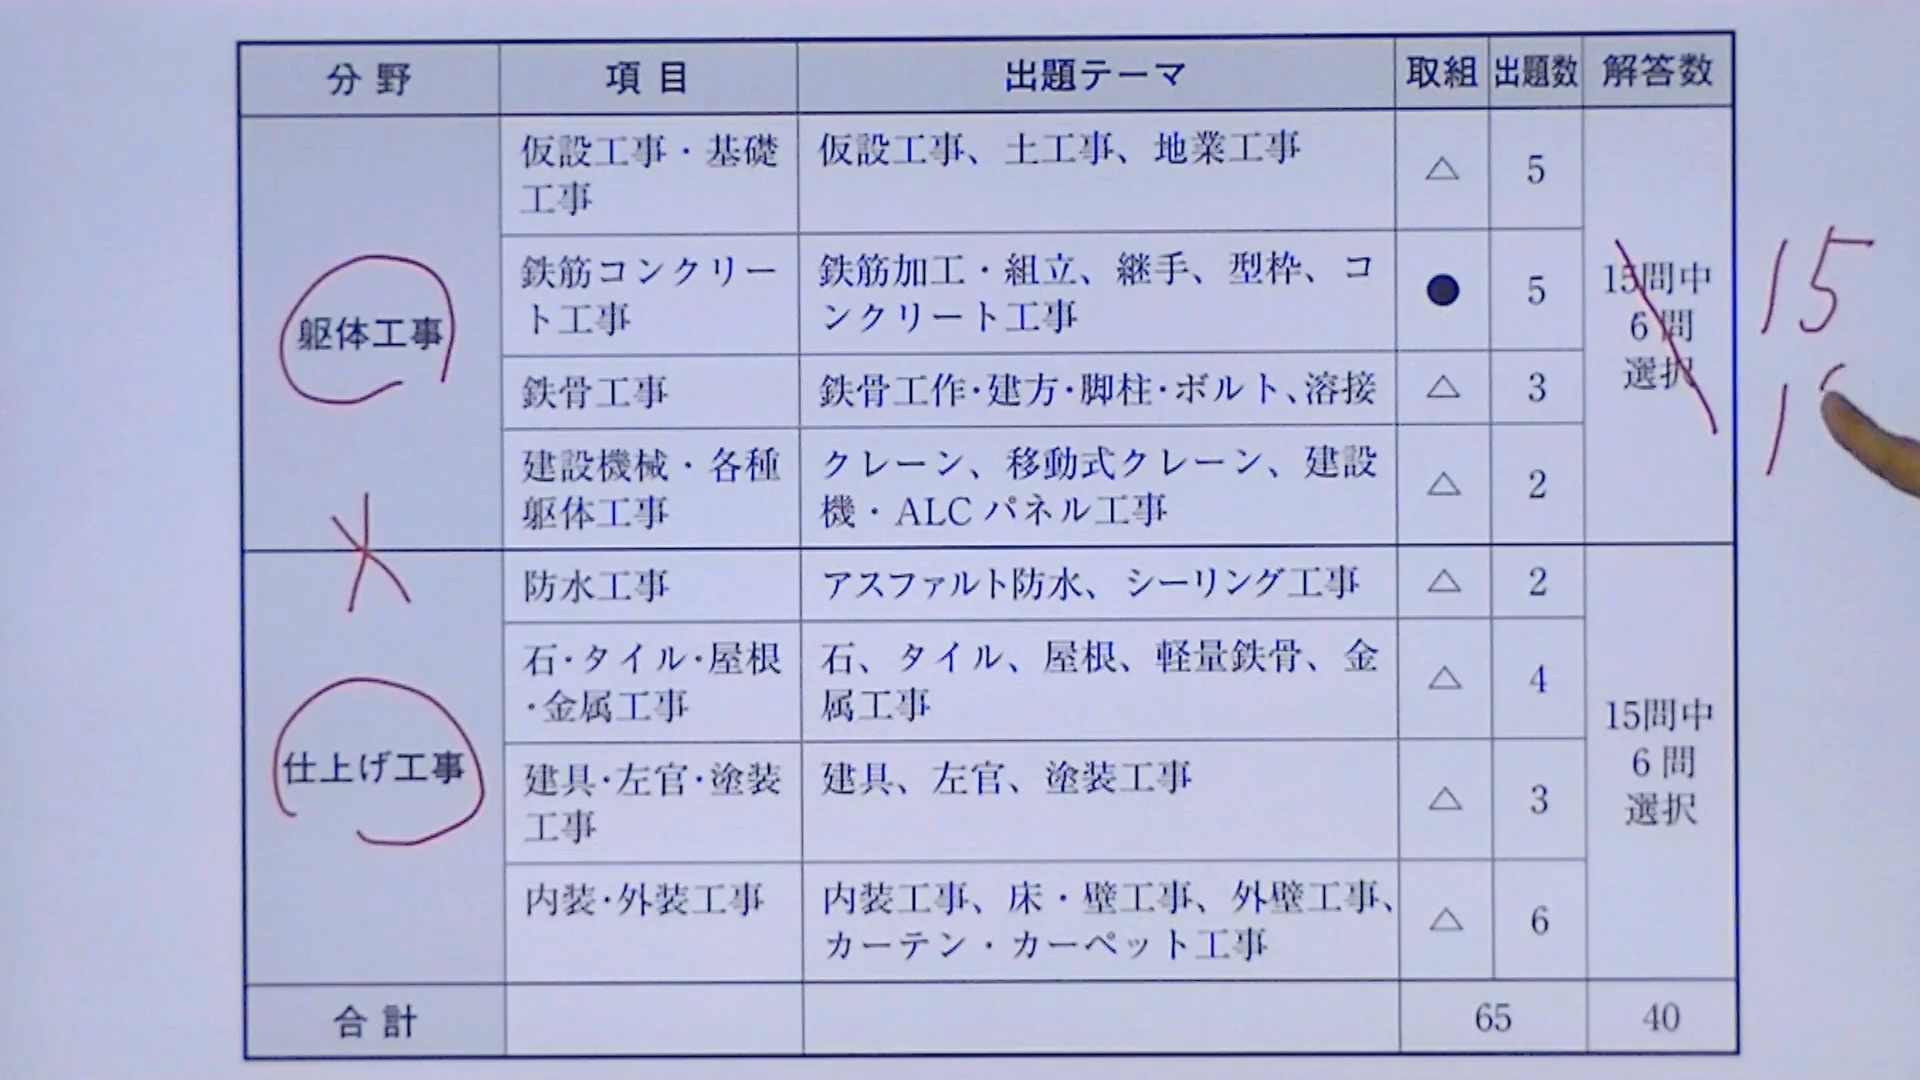 分野 項目 出題テーマ 取組 出題数 解答数
躯体工事
仮設工事・基礎
工事
仮設工事、土工事、地業工事
△ 5
鉄筋コンクリー
ト工事
鉄筋加工・組立、継手、型枠、コ
ンクリート工事
● 5
鉄骨工事
鉄骨工作・建方・脚柱・ボルト、溶接
△ 3
建設機械・各種
躯体工事
クレーン、移動式クレーン、建設
機・ALCパネル工事
△ 2
15問中
6問
選択
15
1
仕上げ工事
防水工事
アスファルト防水、シーリング工事
△ 2
石・タイル・屋根
・金属工事
石、タイル、屋根、軽量鉄骨、金
属工事
△ 4
建具・左官・塗装
工事
建具、左官、塗装工事
△ 3
内装・外装工事
内装工事、床・壁工事、外壁工事、
カーテン・カーペット工事
△ 6
15問中
6問
選択
合計 65 40